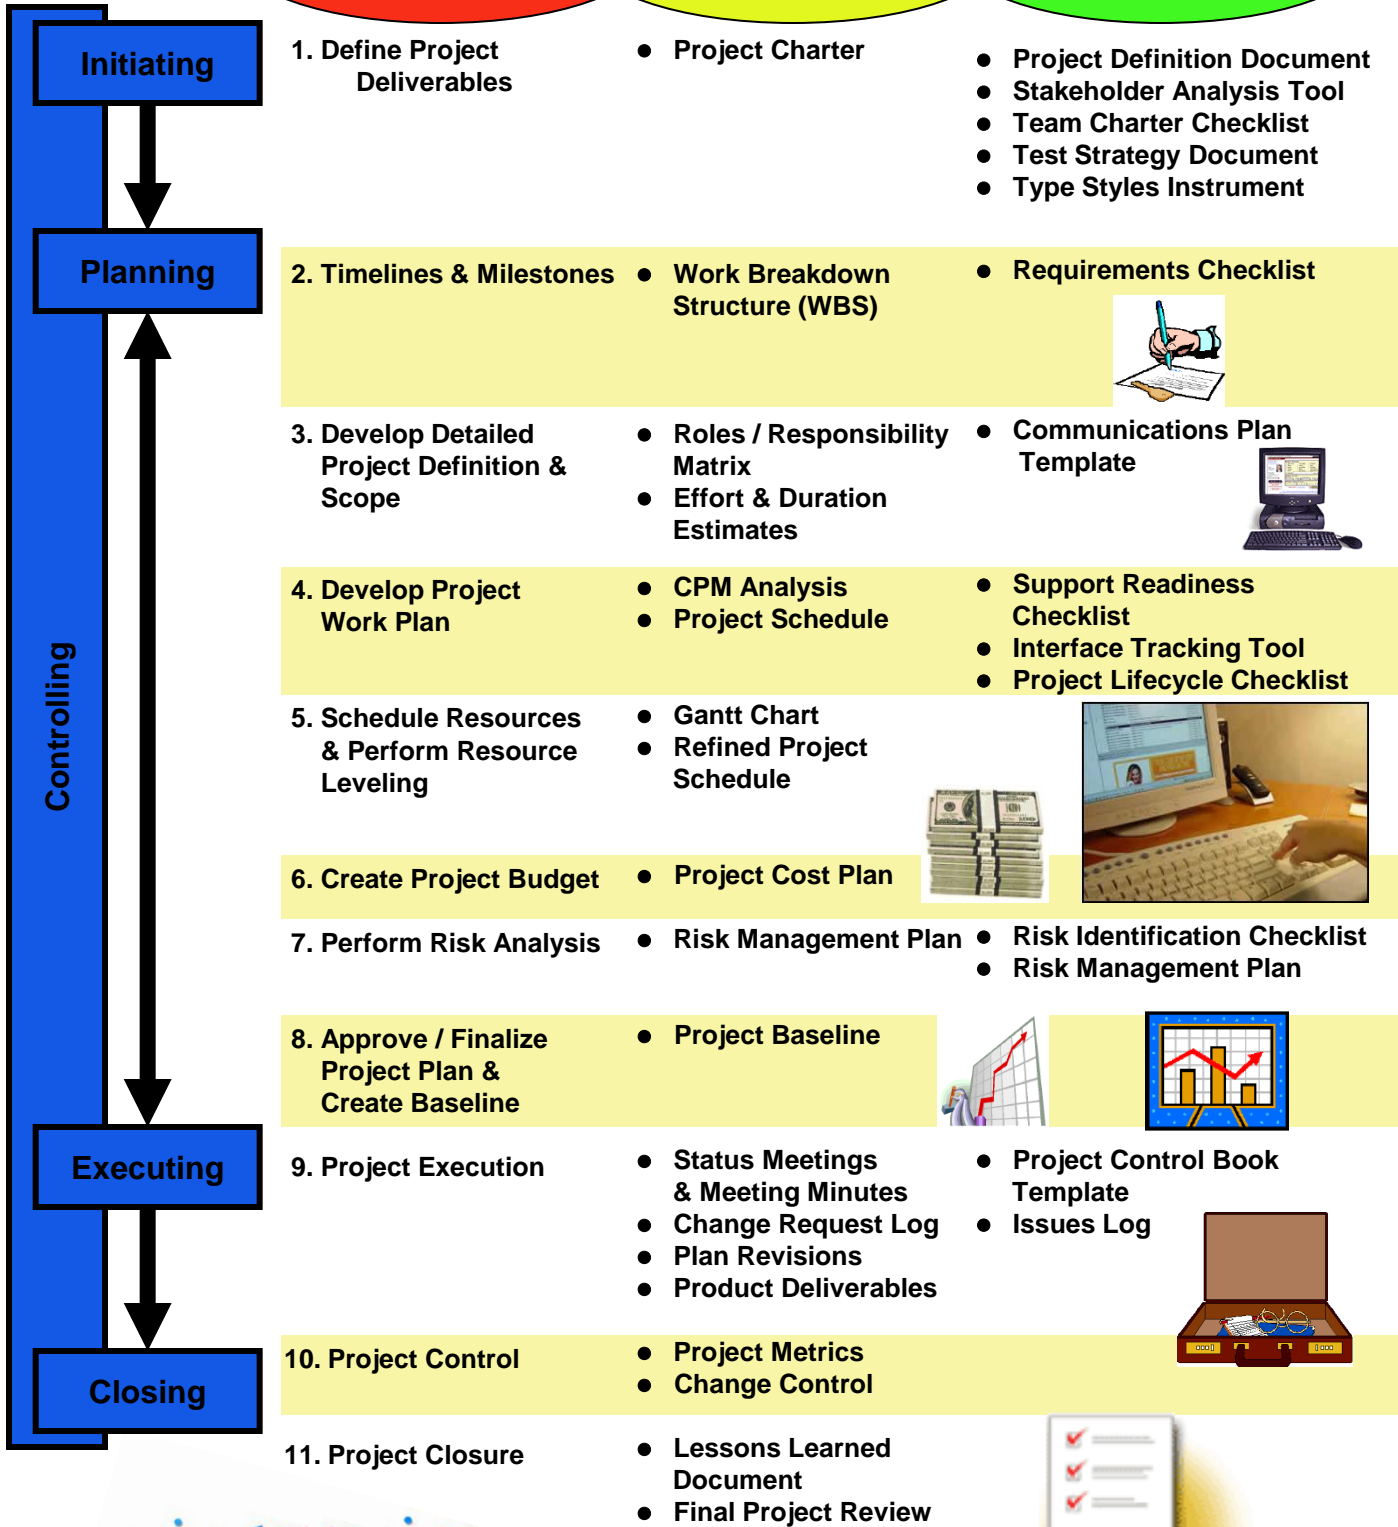 Initiating
1. Define Project
Deliverables
● Project Charter
● Project Definition Document
● Stakeholder Analysis Tool
● Team Charter Checklist
● Test Strategy Document
● Type Styles Instrument
Planning
2. Timelines & Milestones
● Work Breakdown
Structure (WBS)
● Requirements Checklist
3. Develop Detailed
Project Definition &
Scope
● Roles / Responsibility
Matrix
● Effort & Duration
Estimates
● Communications Plan
Template
4. Develop Project
Work Plan
● CPM Analysis
● Project Schedule
● Support Readiness
Checklist
● Interface Tracking Tool
● Project Lifecycle Checklist
Controlling
5. Schedule Resources
& Perform Resource
Leveling
● Gantt Chart
● Refined Project
Schedule
6. Create Project Budget
● Project Cost Plan
7. Perform Risk Analysis
● Risk Management Plan
● Risk Identification Checklist
● Risk Management Plan
8. Approve / Finalize
Project Plan &
Create Baseline
● Project Baseline
Executing
9. Project Execution
● Status Meetings
& Meeting Minutes
● Change Request Log
● Plan Revisions
● Product Deliverables
● Project Control Book
Template
● Issues Log
10. Project Control
● Project Metrics
● Change Control
Closing
11. Project Closure
● Lessons Learned
Document
● Final Project Review